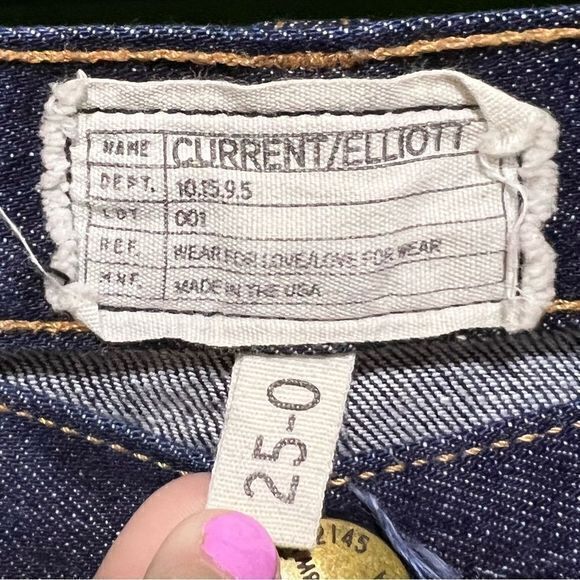 NAME CURRENT/ELLIOTT
DEPT. 10.15.9.5
LOT 001
REF. WEAR FOR LOVE/LOVE FOR WEAR
MNF. MADE IN THE USA
25-0
2145